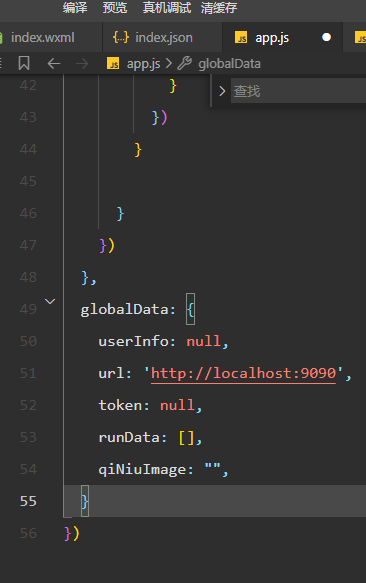 编译 预览 真机调试 清缓存
index.wxml {..} index.json JS app.js JS
JS app.js > globalData
42 }
43 })
44 }
45
46 }
47 })
48 },
49 globalData: {
50 userInfo: null,
51 url: 'http://localhost:9090',
52 token: null,
53 runData: [],
54 qiNiuImage: "",
55 }
56 })
查找